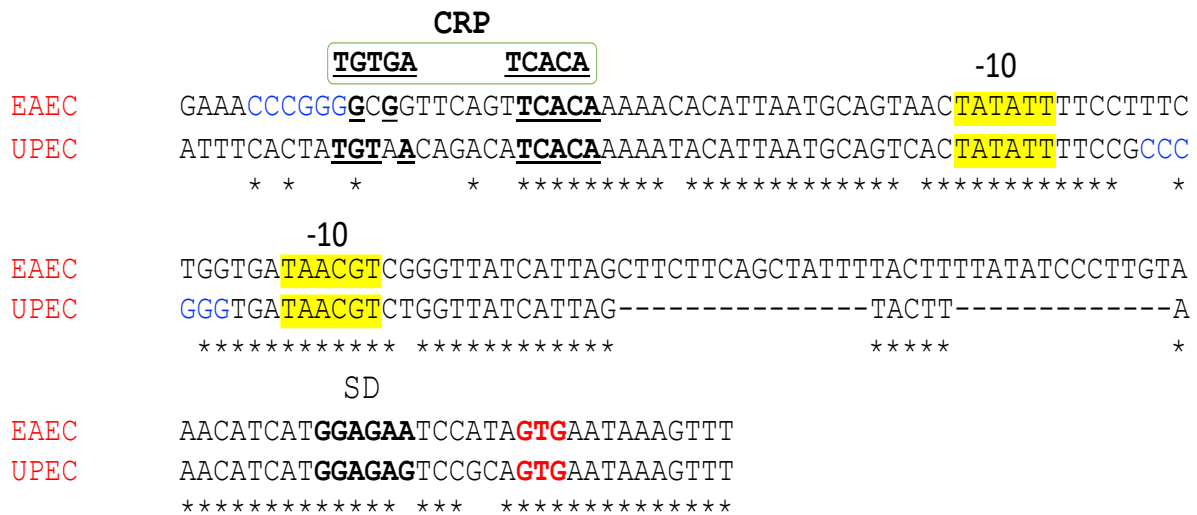 CRP
TGTGA TCACA -10
EAEC GAAACCCGGGGCGGTTCAGTTCACAAAAACACATTAATGCAGTAACTATATTTTCCTTTC
UPEC ATTTCACTATGTAACAGACATCACAAAAATACATTAATGCAGTCACTATATTTTCCGCCC
* * * * ********* ************* ************ *
-10
EAEC TGGTGATAACGTCGGGTTATCATTAGCTTCTTCAGCTATTTTACTTTTATATCCCTTGTA
UPEC GGGTGATAACGTCTGGTTATCATTAG---------------TACTT-------------A
************ ************ ***** *
SD
EAEC AACATCATGGAGAATCCATAGTGAATAAAGTTT
UPEC AACATCATGGAGAGTCCGCAGTGAATAAAGTTT
************* *** **************